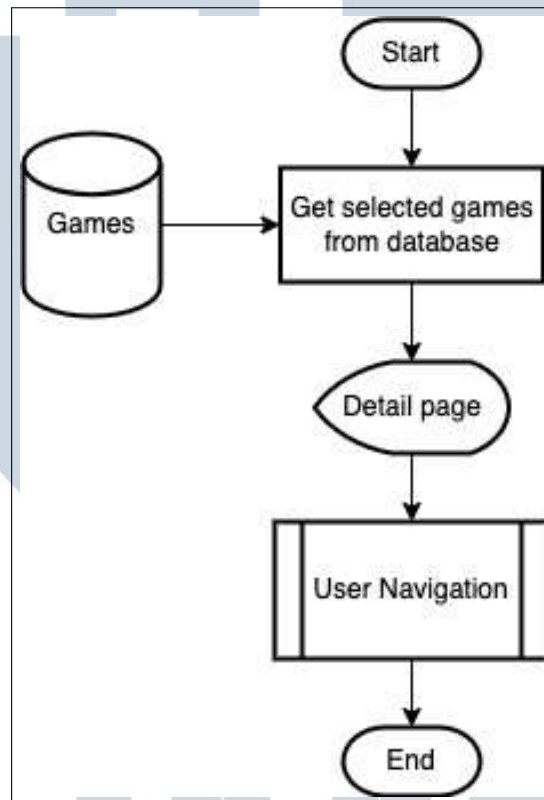 Start
Games
Get selected games
from database
Detail page
User Navigation
End